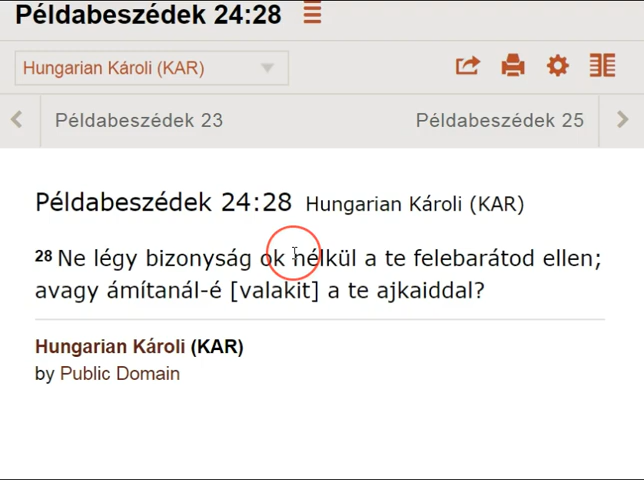 Példabeszédek 24:28
Hungarian Károli (KAR)
Példabeszédek 23
Példabeszédek 25
Példabeszédek 24:28 Hungarian Károli (KAR)
28 Ne légy bizonyság ok nélkül a te felebarátod ellen;
avagy ámítanál-é [valakit] a te ajkaiddal?
Hungarian Károli (KAR)
by Public Domain